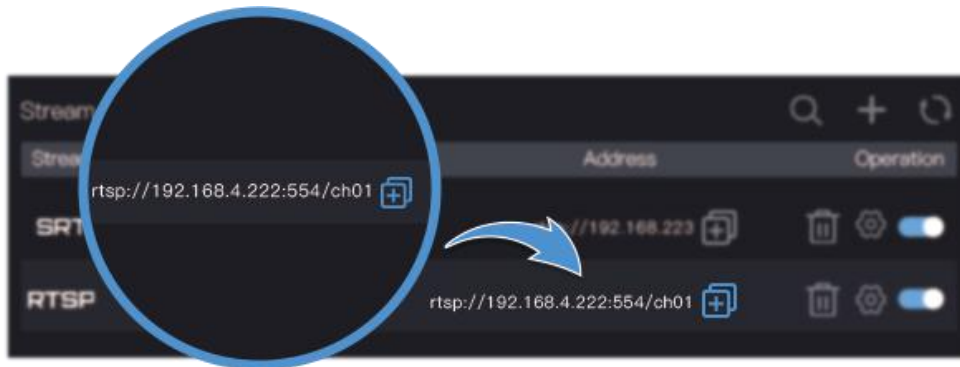 Stream
Address
Operation
rtsp://192.168.4.222:554/ch01
SRT
//192.168.223
RTSP
rtsp://192.168.4.222:554/ch01